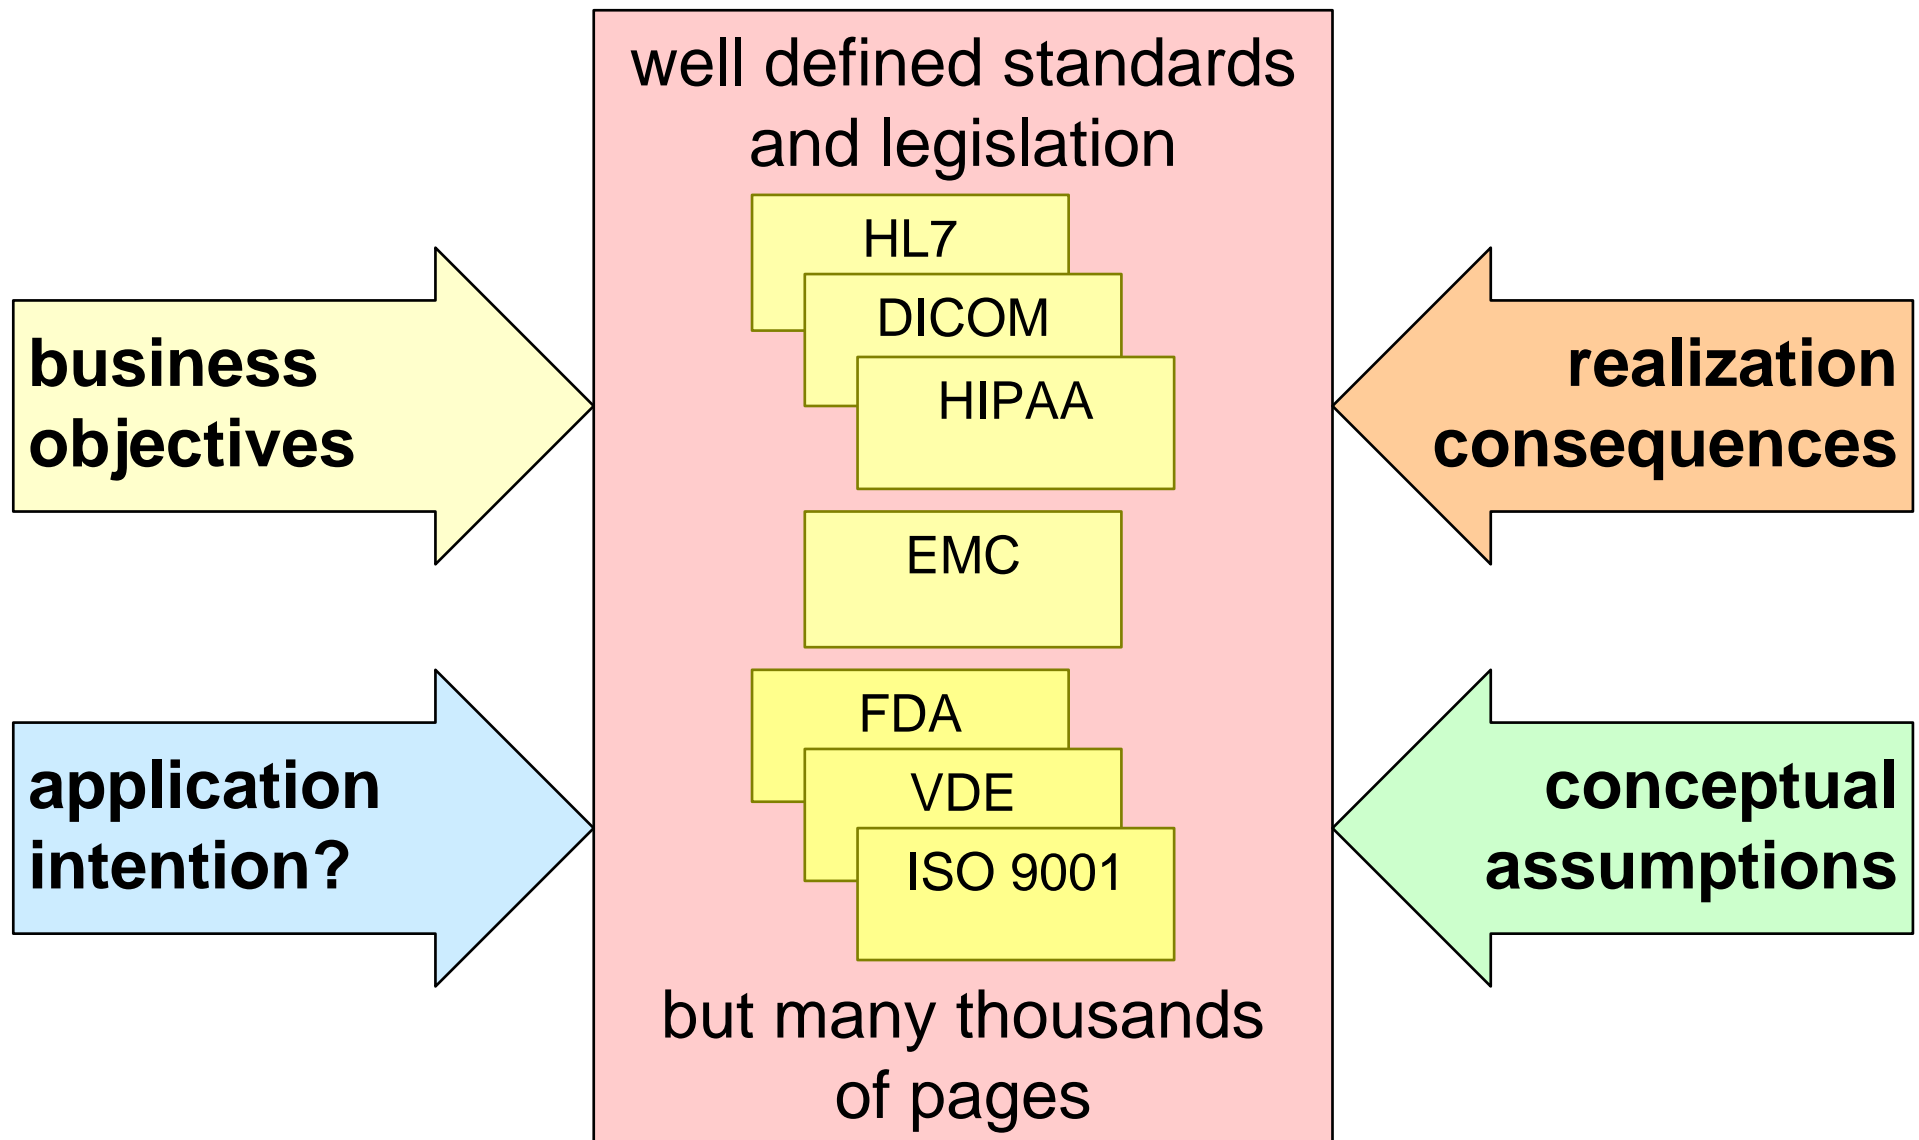 well defined standards
and legislation
HL7
DICOM
HIPAA
EMC
FDA
VDE
ISO 9001
but many thousands
of pages
business
objectives
application
intention?
realization
consequences
conceptual
assumptions